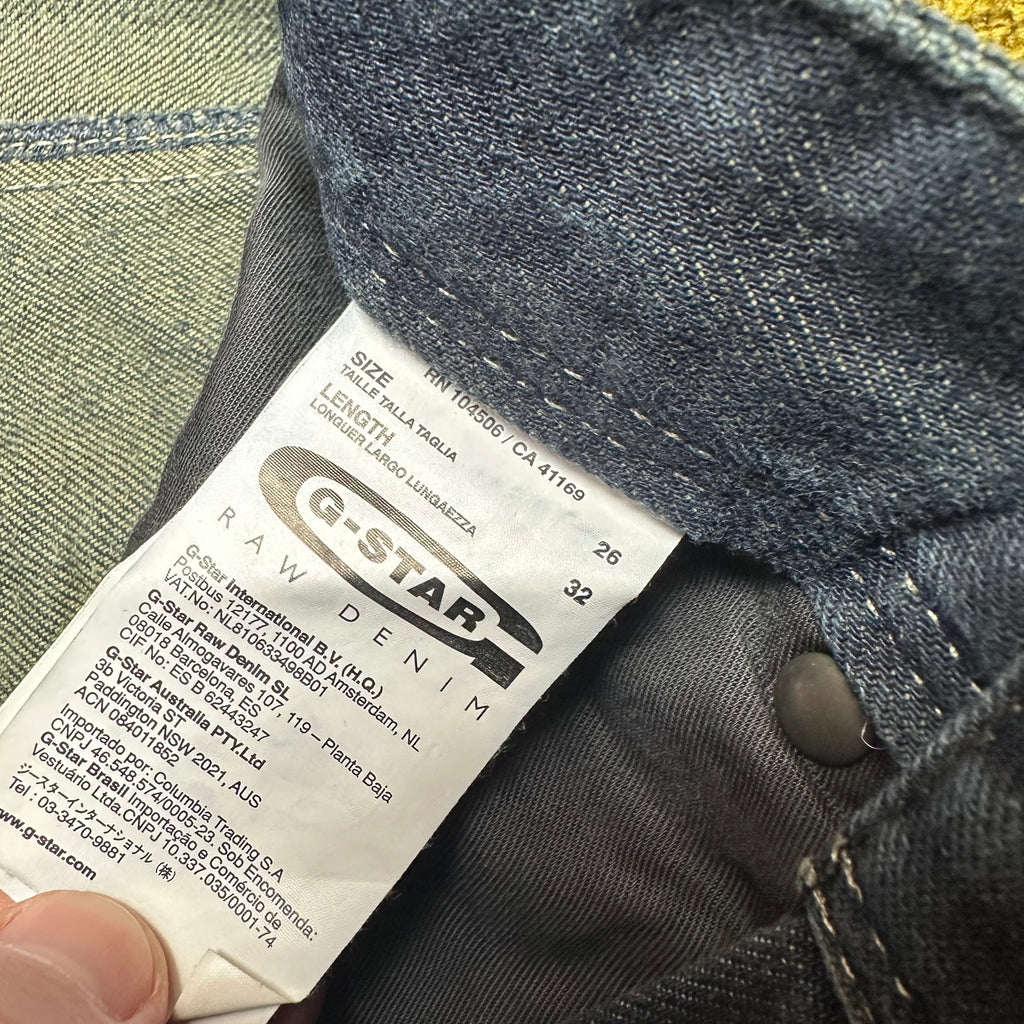 RN 104506 / CA 41169
SIZE 26
TAILLE TALLA TAGLIA
LENGTH 32
LONGUER LARGO LUNGAEZZA
G-STAR
RAW DENIM
G-Star International B.V. (H.Q.)
Postbus 12177, 1100 AD Amsterdam, NL
VAT.No: NL810633498B01
G-Star Raw Denim SL
Calle Almogavares 107, 119 – Planta Baja
08018 Barcelona, ES
CIF No: ES B 62443247
G-Star Australia PTY.Ltd
3b Victoria ST
Paddington NSW 2021, AUS
ACN 084011852
Importado por: Columbia Trading S.A
CNPJ 46.548.574/0005-23, Sob Encomenda:
G-Star Brasil Importação e Comércio de
Vestuário Ltda.CNPJ 10.337.035/0001-74
ジースターインターナショナル (株)
Tel : 03-3470-9881
www.g-star.com